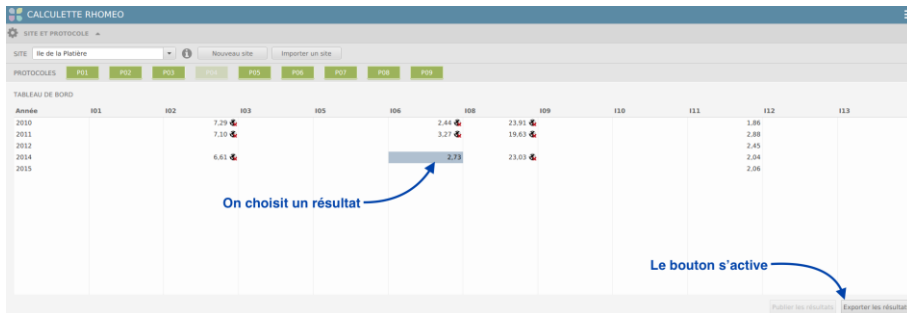 CALCULETTE RHOMEO
SITE ET PROTOCOLE
SITE Ile de la Platière Nouveau site Importer un site
PROTOCOLES P01 P02 P03 P04 P05 P06 P07 P08 P09
TABLEAU DE BORD
Année I01 I02 I03 I05 I06 I08 I09 I10 I11 I12 I13
2010 7,29 2,44 23,91 1,86
2011 7,10 3,27 19,63 2,88
2012 2,45
2014 6,61 2,73 23,03 2,04
2015 2,06
On choisit un résultat
Le bouton s'active
Publier les résultats Exporter les résultat